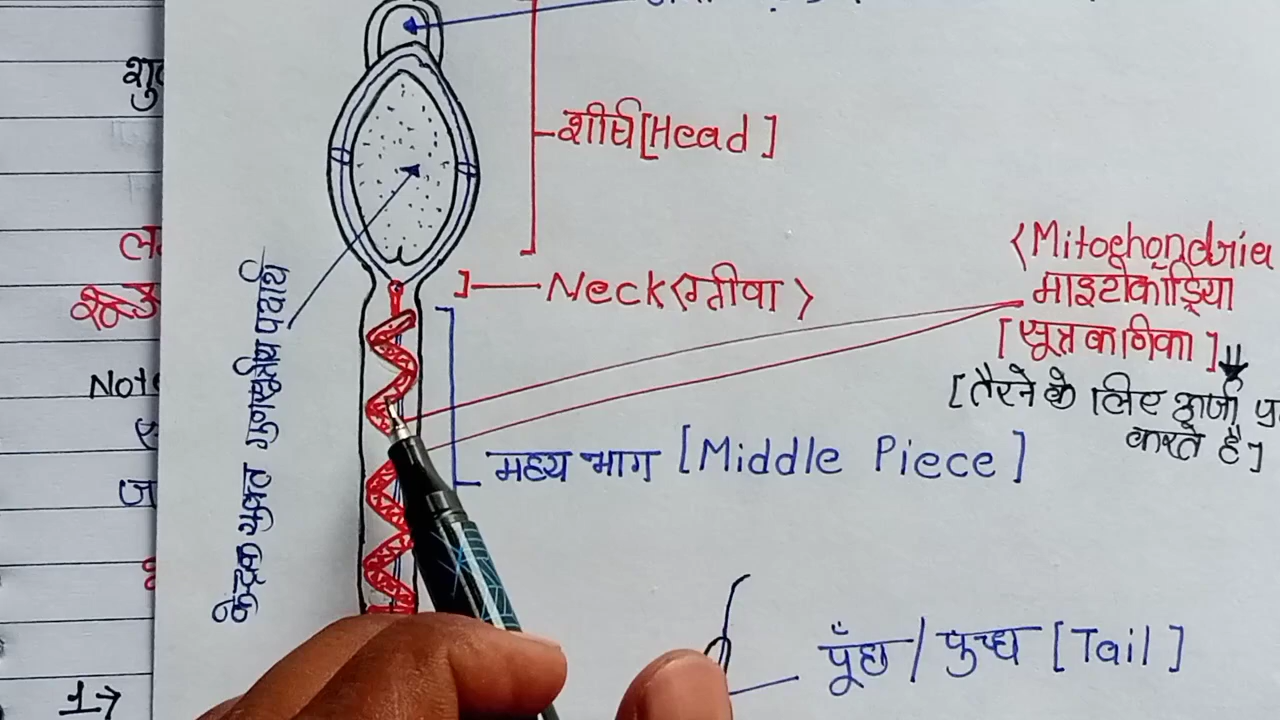 शीर्ष[Head]
Neck<ग्रीवा>
<Mitochondria
माइटोकॉड्रिया
[सूत्र कणिका]
[तैरने के लिए ऊर्जा
करते है]
मध्य भाग [Middle Piece]
केन्द्रक युक्त गुणसूत्रीय पदार्थ
पूँछ/पुच्छ [Tail]
Note
1→